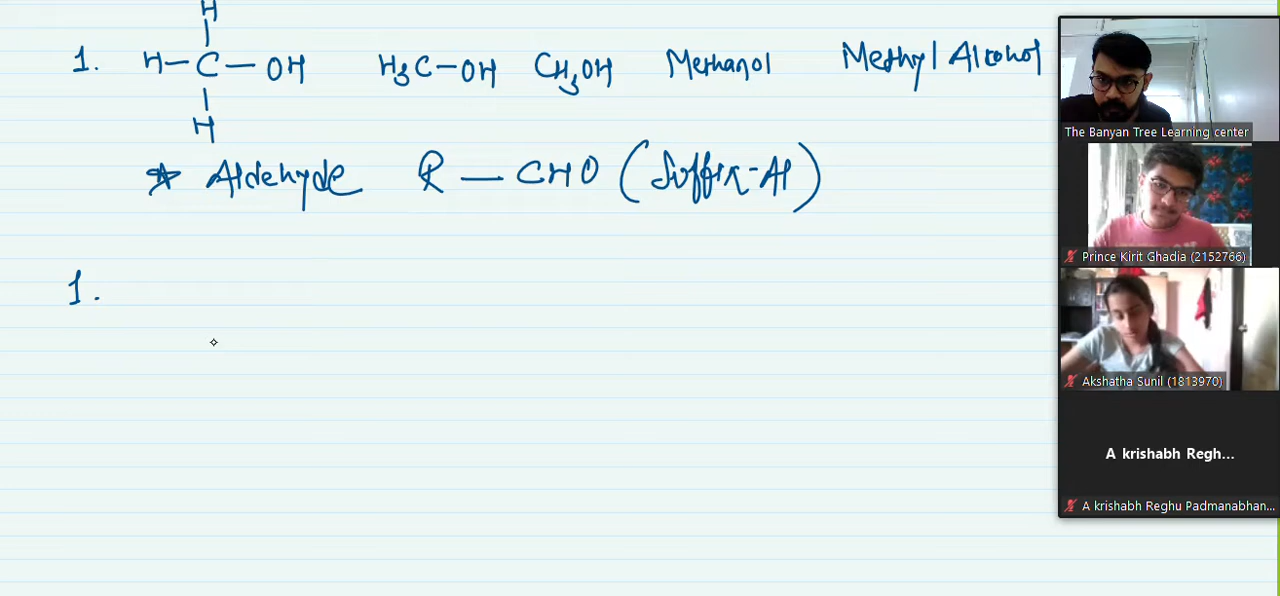 H
1. H-C-OH H3C-OH CH3OH Methanol Methyl Alcohol
H
* Aldehyde R — CHO (Suffix-Al)
1.
The Banyan Tree Learning center
Prince Kirit Ghadia (2152766)
Akshatha Sunil (1813970)
A krishabh Regh...
A krishabh Reghu Padmanabhan...